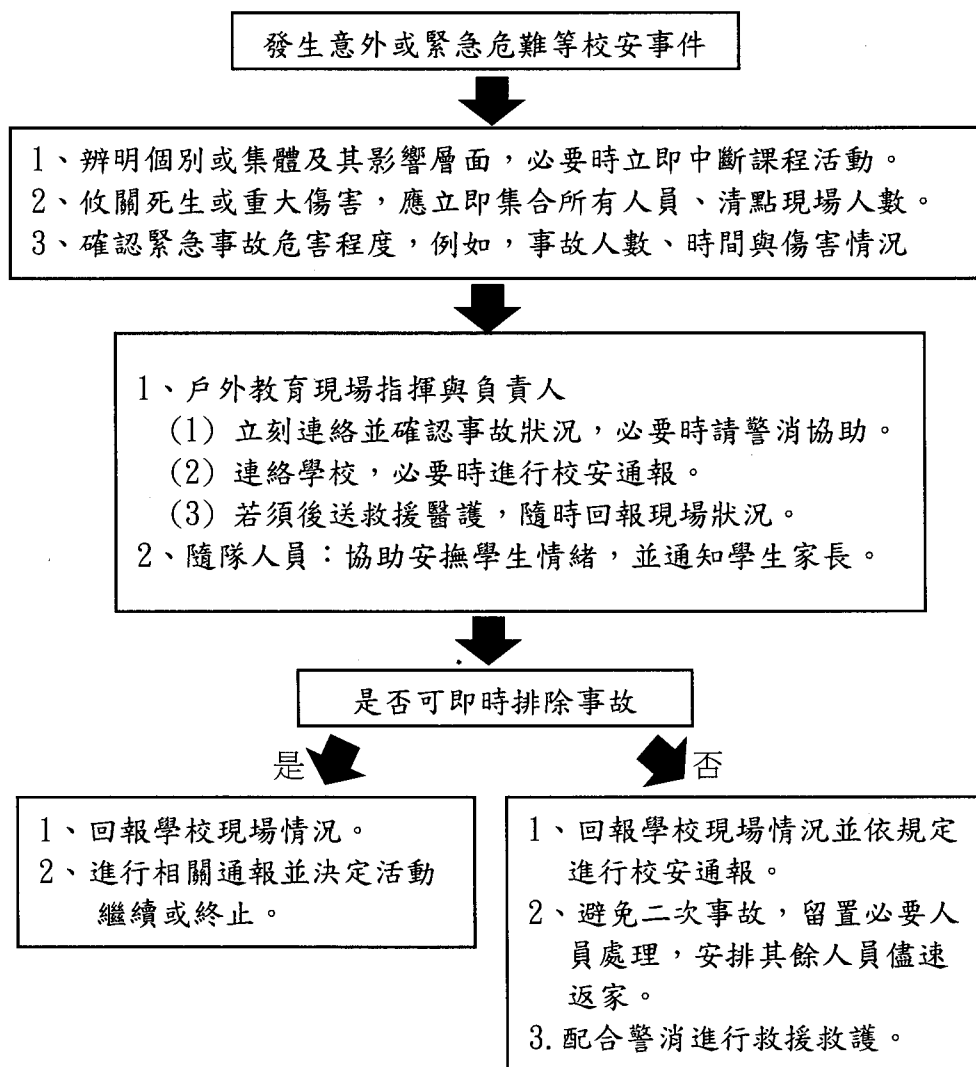 發生意外或緊急危難等校安事件
1、辨明個別或集體及其影響層面，必要時立即中斷課程活動。
2、攸關死生或重大傷害，應立即集合所有人員、清點現場人數。
3、確認緊急事故危害程度，例如，事故人數、時間與傷害情況
1、戶外教育現場指揮與負責人
(1) 立刻連絡並確認事故狀況，必要時請警消協助。
(2) 連絡學校，必要時進行校安通報。
(3) 若須後送救援醫護，隨時回報現場狀況。
2、隨隊人員：協助安撫學生情緒，並通知學生家長。
是否可即時排除事故
是
否
1、回報學校現場情況。
2、進行相關通報並決定活動
繼續或終止。
1、回報學校現場情況並依規定
進行校安通報。
2、避免二次事故，留置必要人
員處理，安排其餘人員儘速
返家。
3.配合警消進行救援救護。